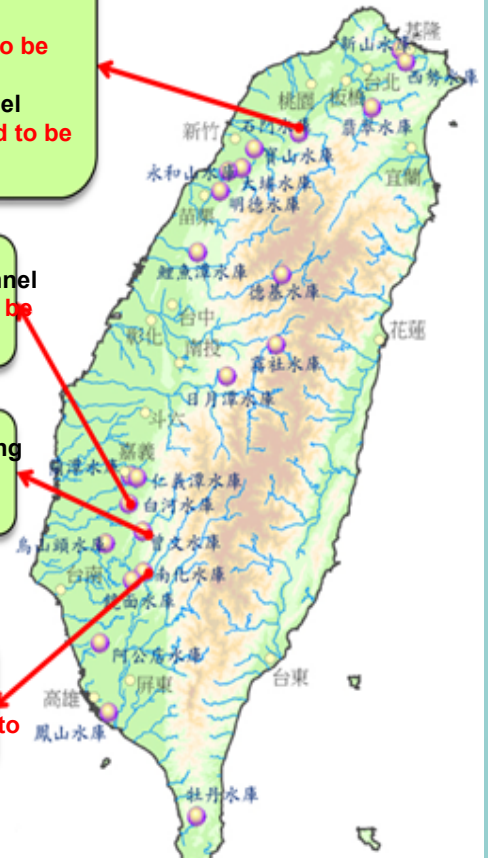 o be
nel
d to be
nnel
be
ng
to
基隆
新山水庫
西勢水庫
台北
板橋
桃園
翡翠水庫
石門水庫
新竹
寶山水庫
永和山水庫
大埔水庫
宜蘭
明德水庫
苗栗
鯉魚潭水庫
德基水庫
台中
彰化
花蓮
南投
霧社水庫
日月潭水庫
斗六
嘉義
蘭潭水庫
仁義潭水庫
白河水庫
曾文水庫
烏山頭水庫
南化水庫
台南
鏡面水庫
阿公店水庫
屏東
台東
高雄
鳳山水庫
牡丹水庫